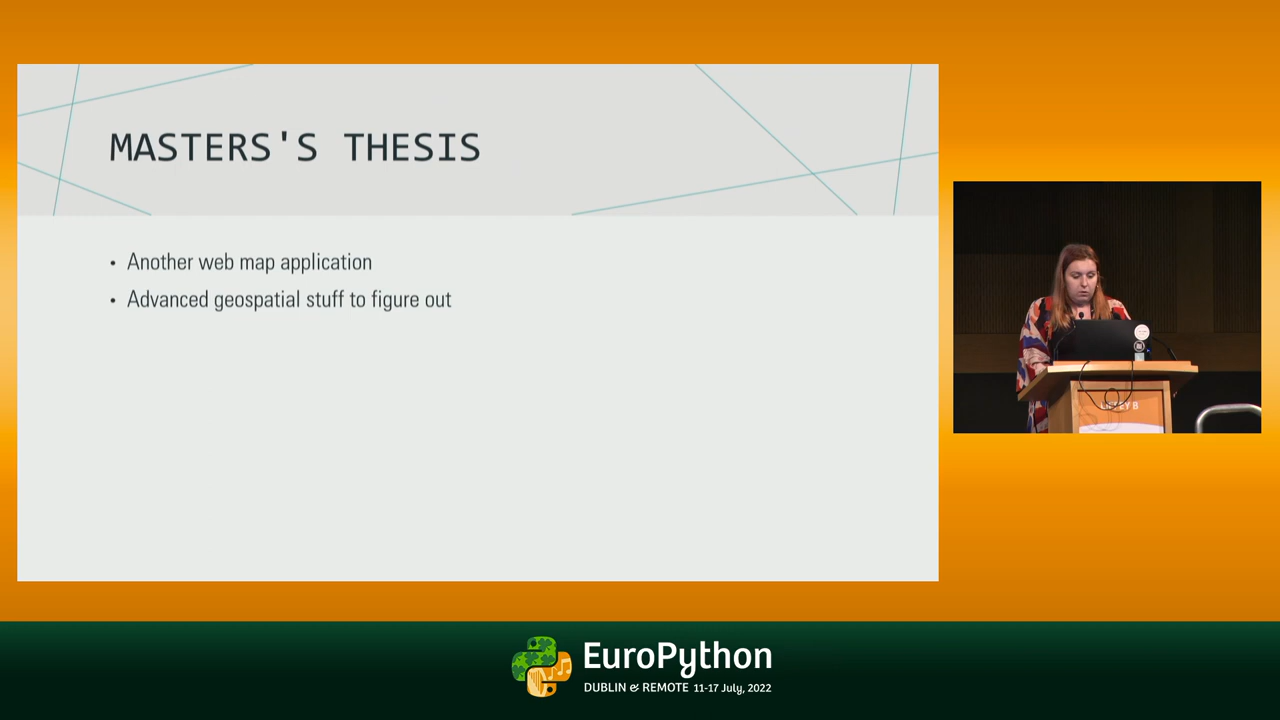 MASTERS'S THESIS
• Another web map application
• Advanced geospatial stuff to figure out
LIFFEY B
EuroPython
DUBLIN & REMOTE 11-17 July, 2022